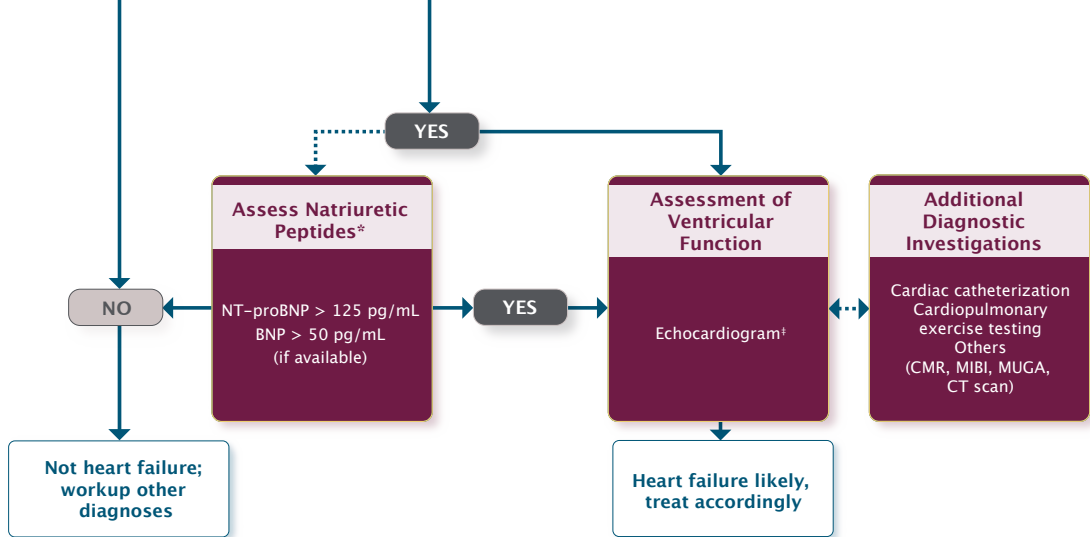 YES
Assess Natriuretic
Peptides*
NT-proBNP > 125 pg/mL
BNP > 50 pg/mL
(if available)
NO
YES
Assessment of
Ventricular
Function
Echocardiogram‡
Additional
Diagnostic
Investigations
Cardiac catheterization
Cardiopulmonary
exercise testing
Others
(CMR, MIBI, MUGA,
CT scan)
Not heart failure;
workup other
diagnoses
Heart failure likely,
treat accordingly